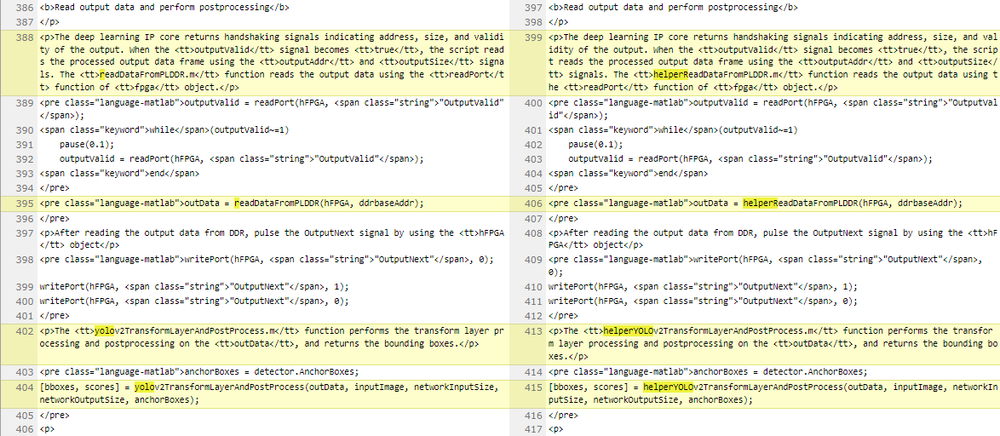 386 <b>Read output data and perform postprocessing</b>
387 </p>
388 <p>The deep learning IP core returns handshaking signals indicating address, size, and validi
ty of the output. When the <tt>outputValid</tt> signal becomes <tt>true</tt>, the script read
s the processed output data frame using the <tt>outputAddr</tt> and <tt>outputSize</tt> signa
ls. The <tt>readDataFromPLDDR.m</tt> function reads the output data using the <tt>readPort</t
t> function of <tt>fpga</tt> object.</p>
389 <pre class="language-matlab">outputValid = readPort(hFPGA, <span class="string">"OutputValid"
</span>);
390 <span class="keyword">while</span>(outputValid~=1)
391 pause(0.1);
392 outputValid = readPort(hFPGA, <span class="string">"OutputValid"</span>);
393 <span class="keyword">end</span>
394 </pre>
395 <pre class="language-matlab">outData = readDataFromPLDDR(hFPGA, ddrbaseAddr);
396 </pre>
397 <p>After reading the output data from DDR, pulse the OutputNext signal by using the <tt>hFPGA
</tt> object</p>
398 <pre class="language-matlab">writePort(hFPGA, <span class="string">"OutputNext"</span>, 0);
399 writePort(hFPGA, <span class="string">"OutputNext"</span>, 1);
400 writePort(hFPGA, <span class="string">"OutputNext"</span>, 0);
401 </pre>
402 <p>The <tt>yolov2TransformLayerAndPostProcess.m</tt> function performs the transform layer pr
ocessing and postprocessing on the <tt>outData</tt>, and returns the bounding boxes.</p>
403 <pre class="language-matlab">anchorBoxes = detector.AnchorBoxes;
404 [bboxes, scores] = yolov2TransformLayerAndPostProcess(outData, inputImage, networkInputSize,
networkOutputSize, anchorBoxes);
405 </pre>
406 <p>
397 <b>Read output data and perform postprocessing</b>
398 </p>
399 <p>The deep learning IP core returns handshaking signals indicating address, size, and val
idity of the output. When the <tt>outputValid</tt> signal becomes <tt>true</tt>, the scrip
t reads the processed output data frame using the <tt>outputAddr</tt> and <tt>outputSize</
tt> signals. The <tt>helperReadDataFromPLDDR.m</tt> function reads the output data using t
he <tt>readPort</tt> function of <tt>fpga</tt> object.</p>
400 <pre class="language-matlab">outputValid = readPort(hFPGA, <span class="string">"OutputVal
id"</span>);
401 <span class="keyword">while</span>(outputValid~=1)
402 pause(0.1);
403 outputValid = readPort(hFPGA, <span class="string">"OutputValid"</span>);
404 <span class="keyword">end</span>
405 </pre>
406 <pre class="language-matlab">outData = helperReadDataFromPLDDR(hFPGA, ddrbaseAddr);
407 </pre>
408 <p>After reading the output data from DDR, pulse the OutputNext signal by using the <tt>hF
PGA</tt> object</p>
409 <pre class="language-matlab">writePort(hFPGA, <span class="string">"OutputNext"</span>,
0);
410 writePort(hFPGA, <span class="string">"OutputNext"</span>, 1);
411 writePort(hFPGA, <span class="string">"OutputNext"</span>, 0);
412 </pre>
413 <p>The <tt>helperYOLOv2TransformLayerAndPostProcess.m</tt> function performs the transfor
m layer processing and postprocessing on the <tt>outData</tt>, and returns the bounding bo
xes.</p>
414 <pre class="language-matlab">anchorBoxes = detector.AnchorBoxes;
415 [bboxes, scores] = helperYOLOv2TransformLayerAndPostProcess(outData, inputImage, networkIn
putSize, networkOutputSize, anchorBoxes);
416 </pre>
417 <p>